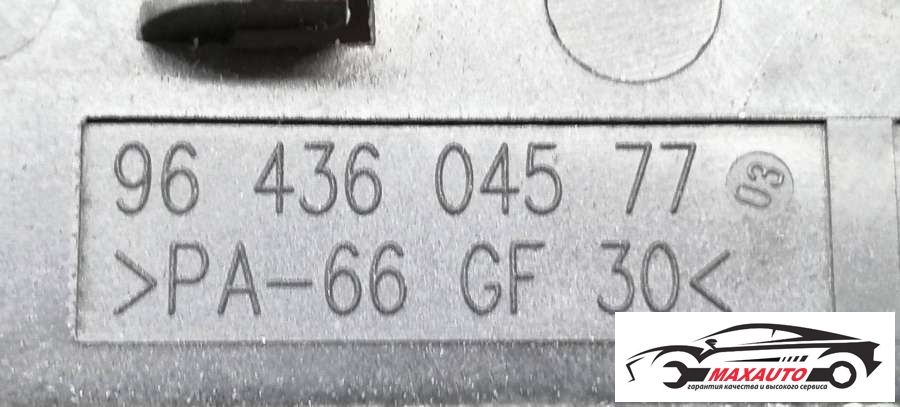 96 436 045 77 03
>PA-66 GF 30<
MAXAUTO
гарантия качества и высокого сервиса